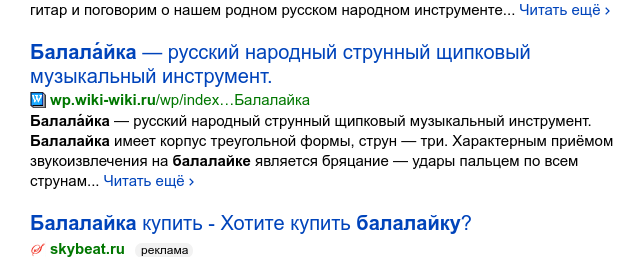 гитар и поговорим о нашем родном русском народном инструменте... Читать ещё ›
Балала́йка — русский народный струнный щипковый
музыкальный инструмент.
wp.wiki-wiki.ru/wp/index…Балалайка
Балала́йка — русский народный струнный щипковый музыкальный инструмент.
Балалайка имеет корпус треугольной формы, струн — три. Характерным приёмом
звукоизвлечения на балалайке является бряцание — удары пальцем по всем
струнам... Читать ещё ›
Балалайка купить - Хотите купить балалайку?
skybeat.ru реклама